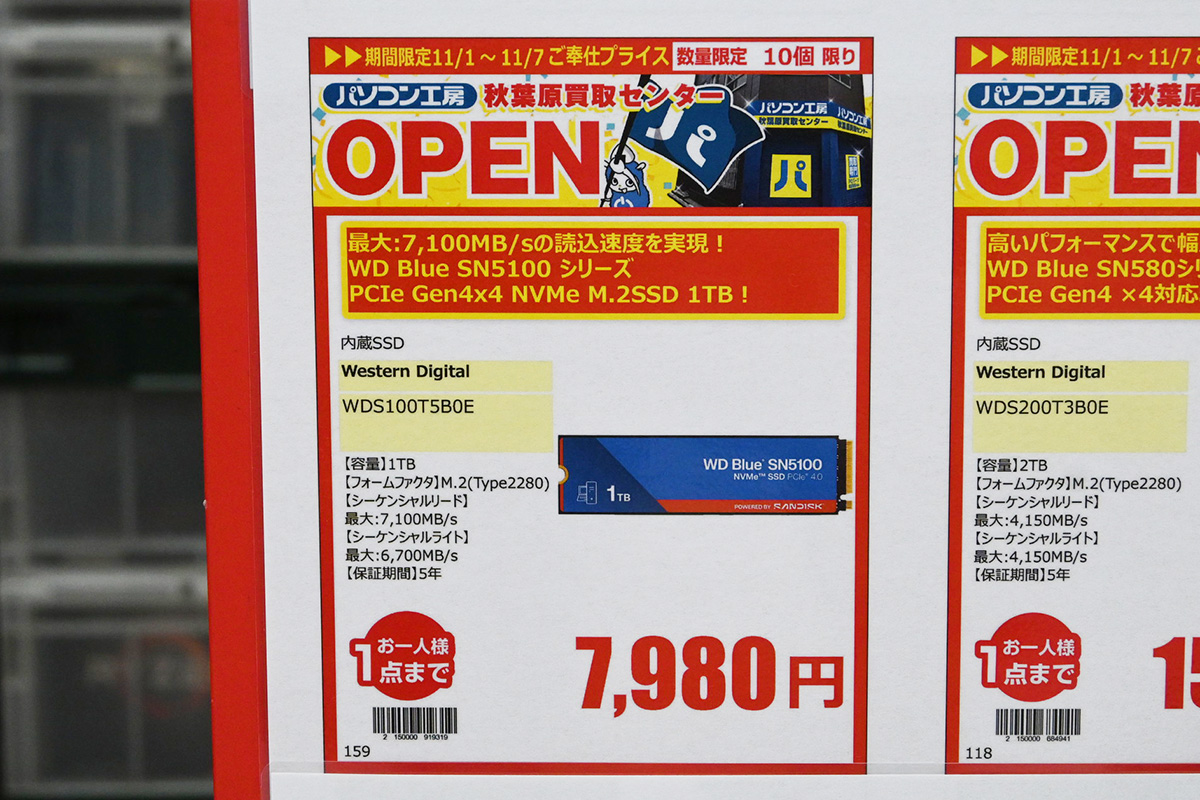 ▶▶期間限定11/1～11/7ご奉仕プライス 数量限定 10個 限り
パソコン工房 秋葉原買取センター
OPEN
パ
パソコン工房
秋葉原買取センター
パ
最大:7,100MB/sの読込速度を実現！
WD Blue SN5100 シリーズ
PCIe Gen4x4 NVMe M.2SSD 1TB！
内蔵SSD
Western Digital
WDS100T5B0E
【容量】1TB
【フォームファクタ】M.2(Type2280)
【シーケンシャルリード】
最大:7,100MB/s
【シーケンシャルライト】
最大:6,700MB/s
【保証期間】5年
WD Blue SN5100
NVMe™ SSD PCIe 4.0
1TB
POWERED BY SANDISK
お一人様
1点まで
7,980円
2 150000 919319
159
▶▶期間限定11/1～11/7
パソコン工房 秋葉原
OPEN
高いパフォーマンスで幅
WD Blue SN580シリ
PCIe Gen4 ×4対応
内蔵SSD
Western Digital
WDS200T3B0E
【容量】2TB
【フォームファクタ】M.2(Type2280)
【シーケンシャルリード】
最大:4,150MB/s
【シーケンシャルライト】
最大:4,150MB/s
【保証期間】5年
お一人様
1点まで
15
2 150000 684941
118